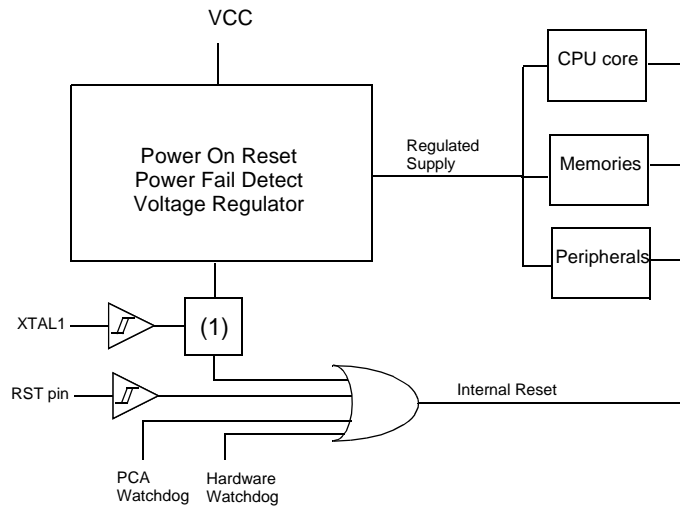 VCC
CPU core
Power On Reset
Power Fail Detect
Voltage Regulator
Regulated
Supply
Memories
Peripherals
XTAL1
(1)
RST pin
Internal Reset
PCA
Watchdog
Hardware
Watchdog